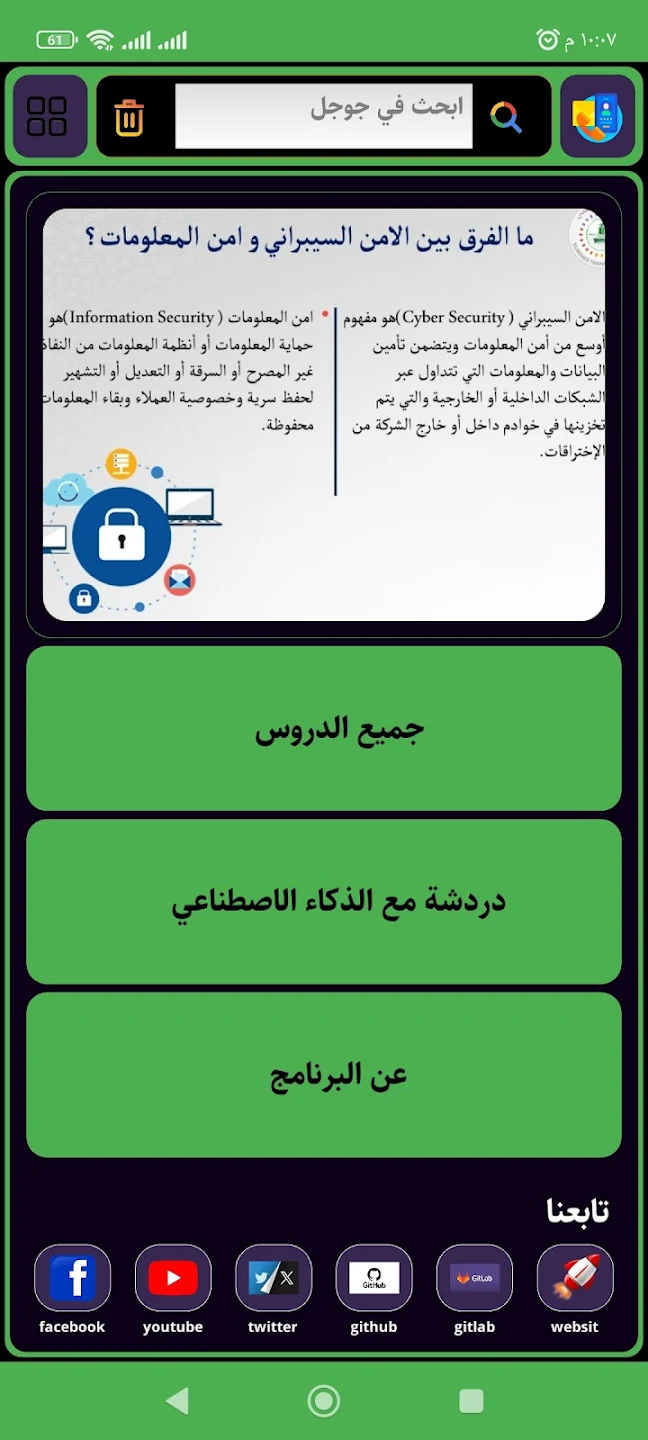 61
١٠:٠٧ م
ابحث في جوجل
ما الفرق بين الامن السيبراني و امن المعلومات ؟
الامن السيبراني ( Cyber Security)هو مفهوم
أوسع من أمن المعلومات ويتضمن تأمين
البيانات والمعلومات التي تتداول عبر
الشبكات الداخلية أو الخارجية والتي يتم
تخزينها في خوادم داخل أو خارج الشركة من
الإختراقات.
• امن المعلومات ( Information Security)هو
حماية المعلومات أو أنظمة المعلومات من النفاذ
غير المصرح أو السرقة أو التعديل أو التشهير
لحفظ سرية وخصوصية العملاء وبقاء المعلومات
محفوظة.
جميع الدروس
دردشة مع الذكاء الاصطناعي
عن البرنامج
تابعنا
GitHub
GitLab
facebook
youtube
twitter
github
gitlab
websit